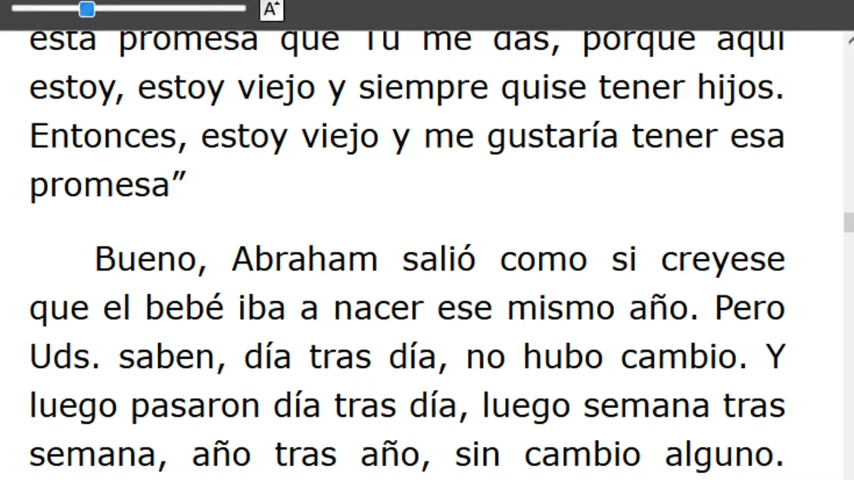 A
esta promesa que Tú me das, porque aquí
estoy, estoy viejo y siempre quise tener hijos.
Entonces, estoy viejo y me gustaría tener esa
promesa”
Bueno, Abraham salió como si creyese
que el bebé iba a nacer ese mismo año. Pero
Uds. saben, día tras día, no hubo cambio. Y
luego pasaron día tras día, luego semana tras
semana, año tras año, sin cambio alguno.